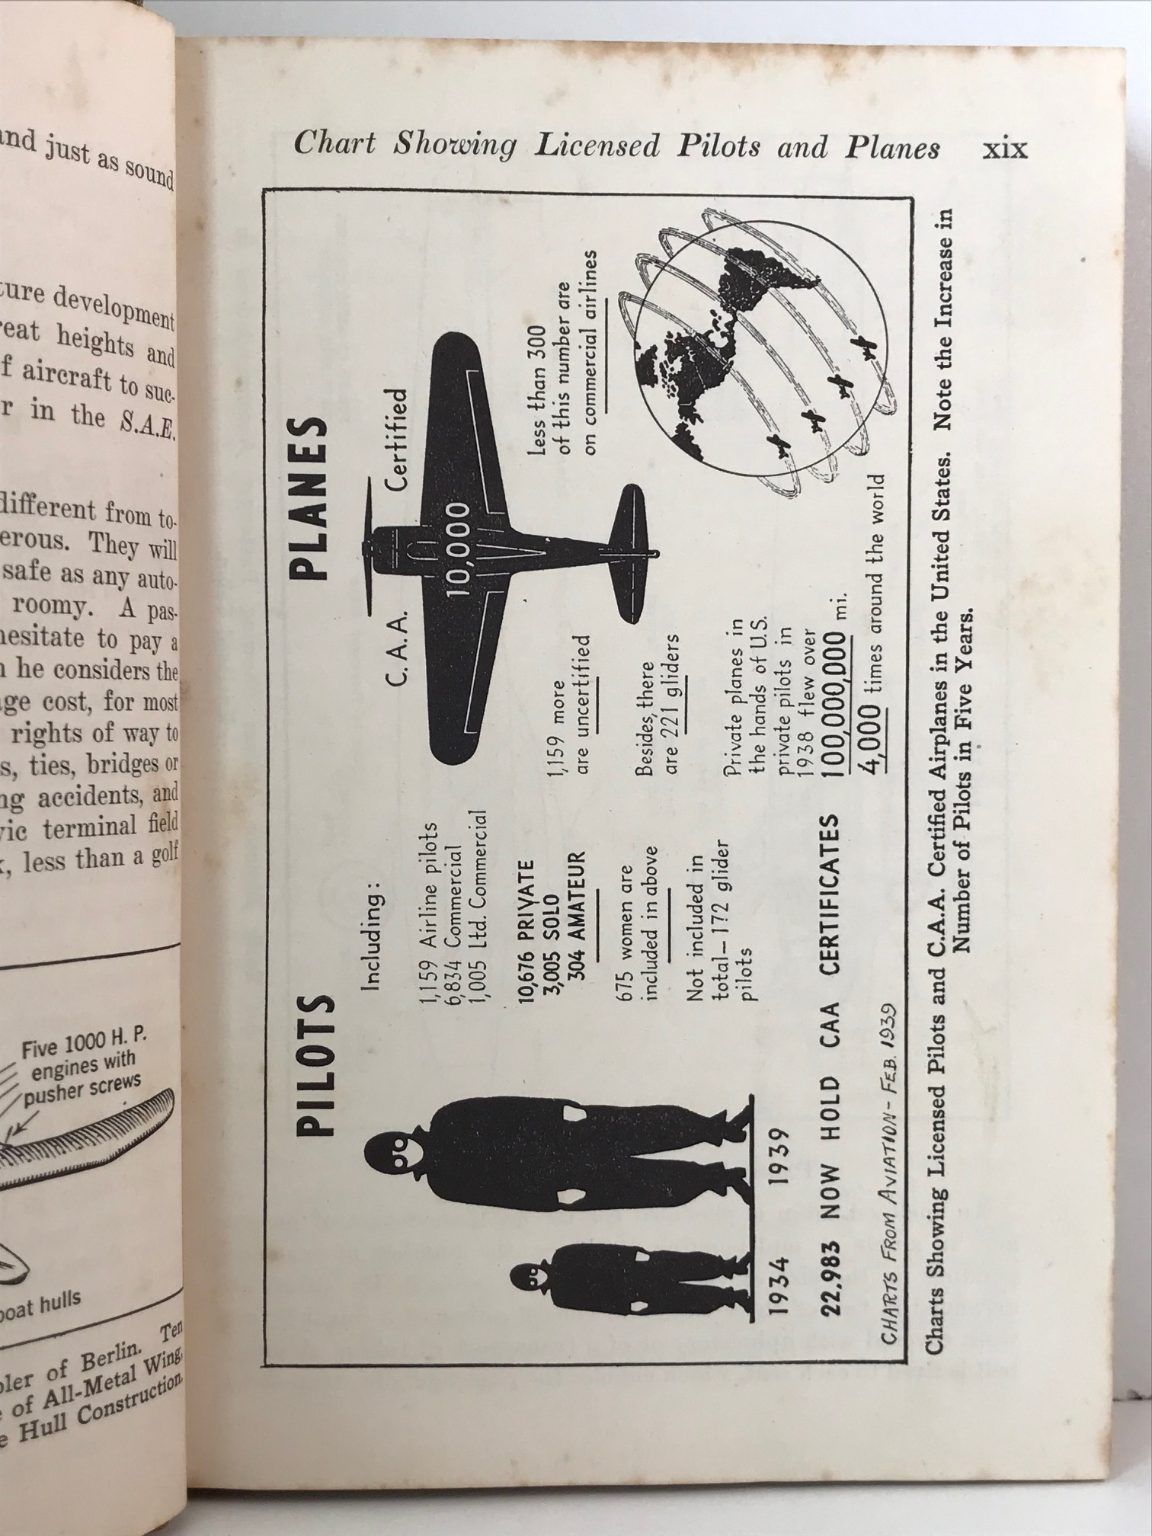 and just as sound
ture development
reat heights and
f aircraft to suc-
r in the S.A.E.
different from to-
erous. They will
safe as any auto-
roomy. A pas-
hesitate to pay a
n he considers the
age cost, for most
rights of way to
s, ties, bridges or
ng accidents, and
vic terminal field
k, less than a golf
Five 1000 H. P.
engines with
pusher screws
boat hulls
pler of Berlin. Ten
e of All-Metal Wing,
e Hull Construction.
Chart Showing Licensed Pilots and Planes xix
PILOTS
Including:
1,159 Airline pilots
6,834 Commercial
1,005 Ltd. Commercial
10,676 PRIVATE
3,005 SOLO
304 AMATEUR
675 women are
included in above
Not included in
total—172 glider
pilots
1934 1939
22,983 NOW HOLD CAA CERTIFICATES
CHARTS FROM AVIATION - FEB. 1939
PLANES
C.A.A. Certified
10,000
Less than 300
of this number are
on commercial airlines
1,159 more
are uncertified
Besides, there
are 221 gliders
Private planes in
the hands of U.S.
private pilots in
1938 flew over
100,000,000 mi.
4,000 times around the world
Charts Showing Licensed Pilots and C.A.A. Certified Airplanes in the United States. Note the Increase in
Number of Pilots in Five Years.